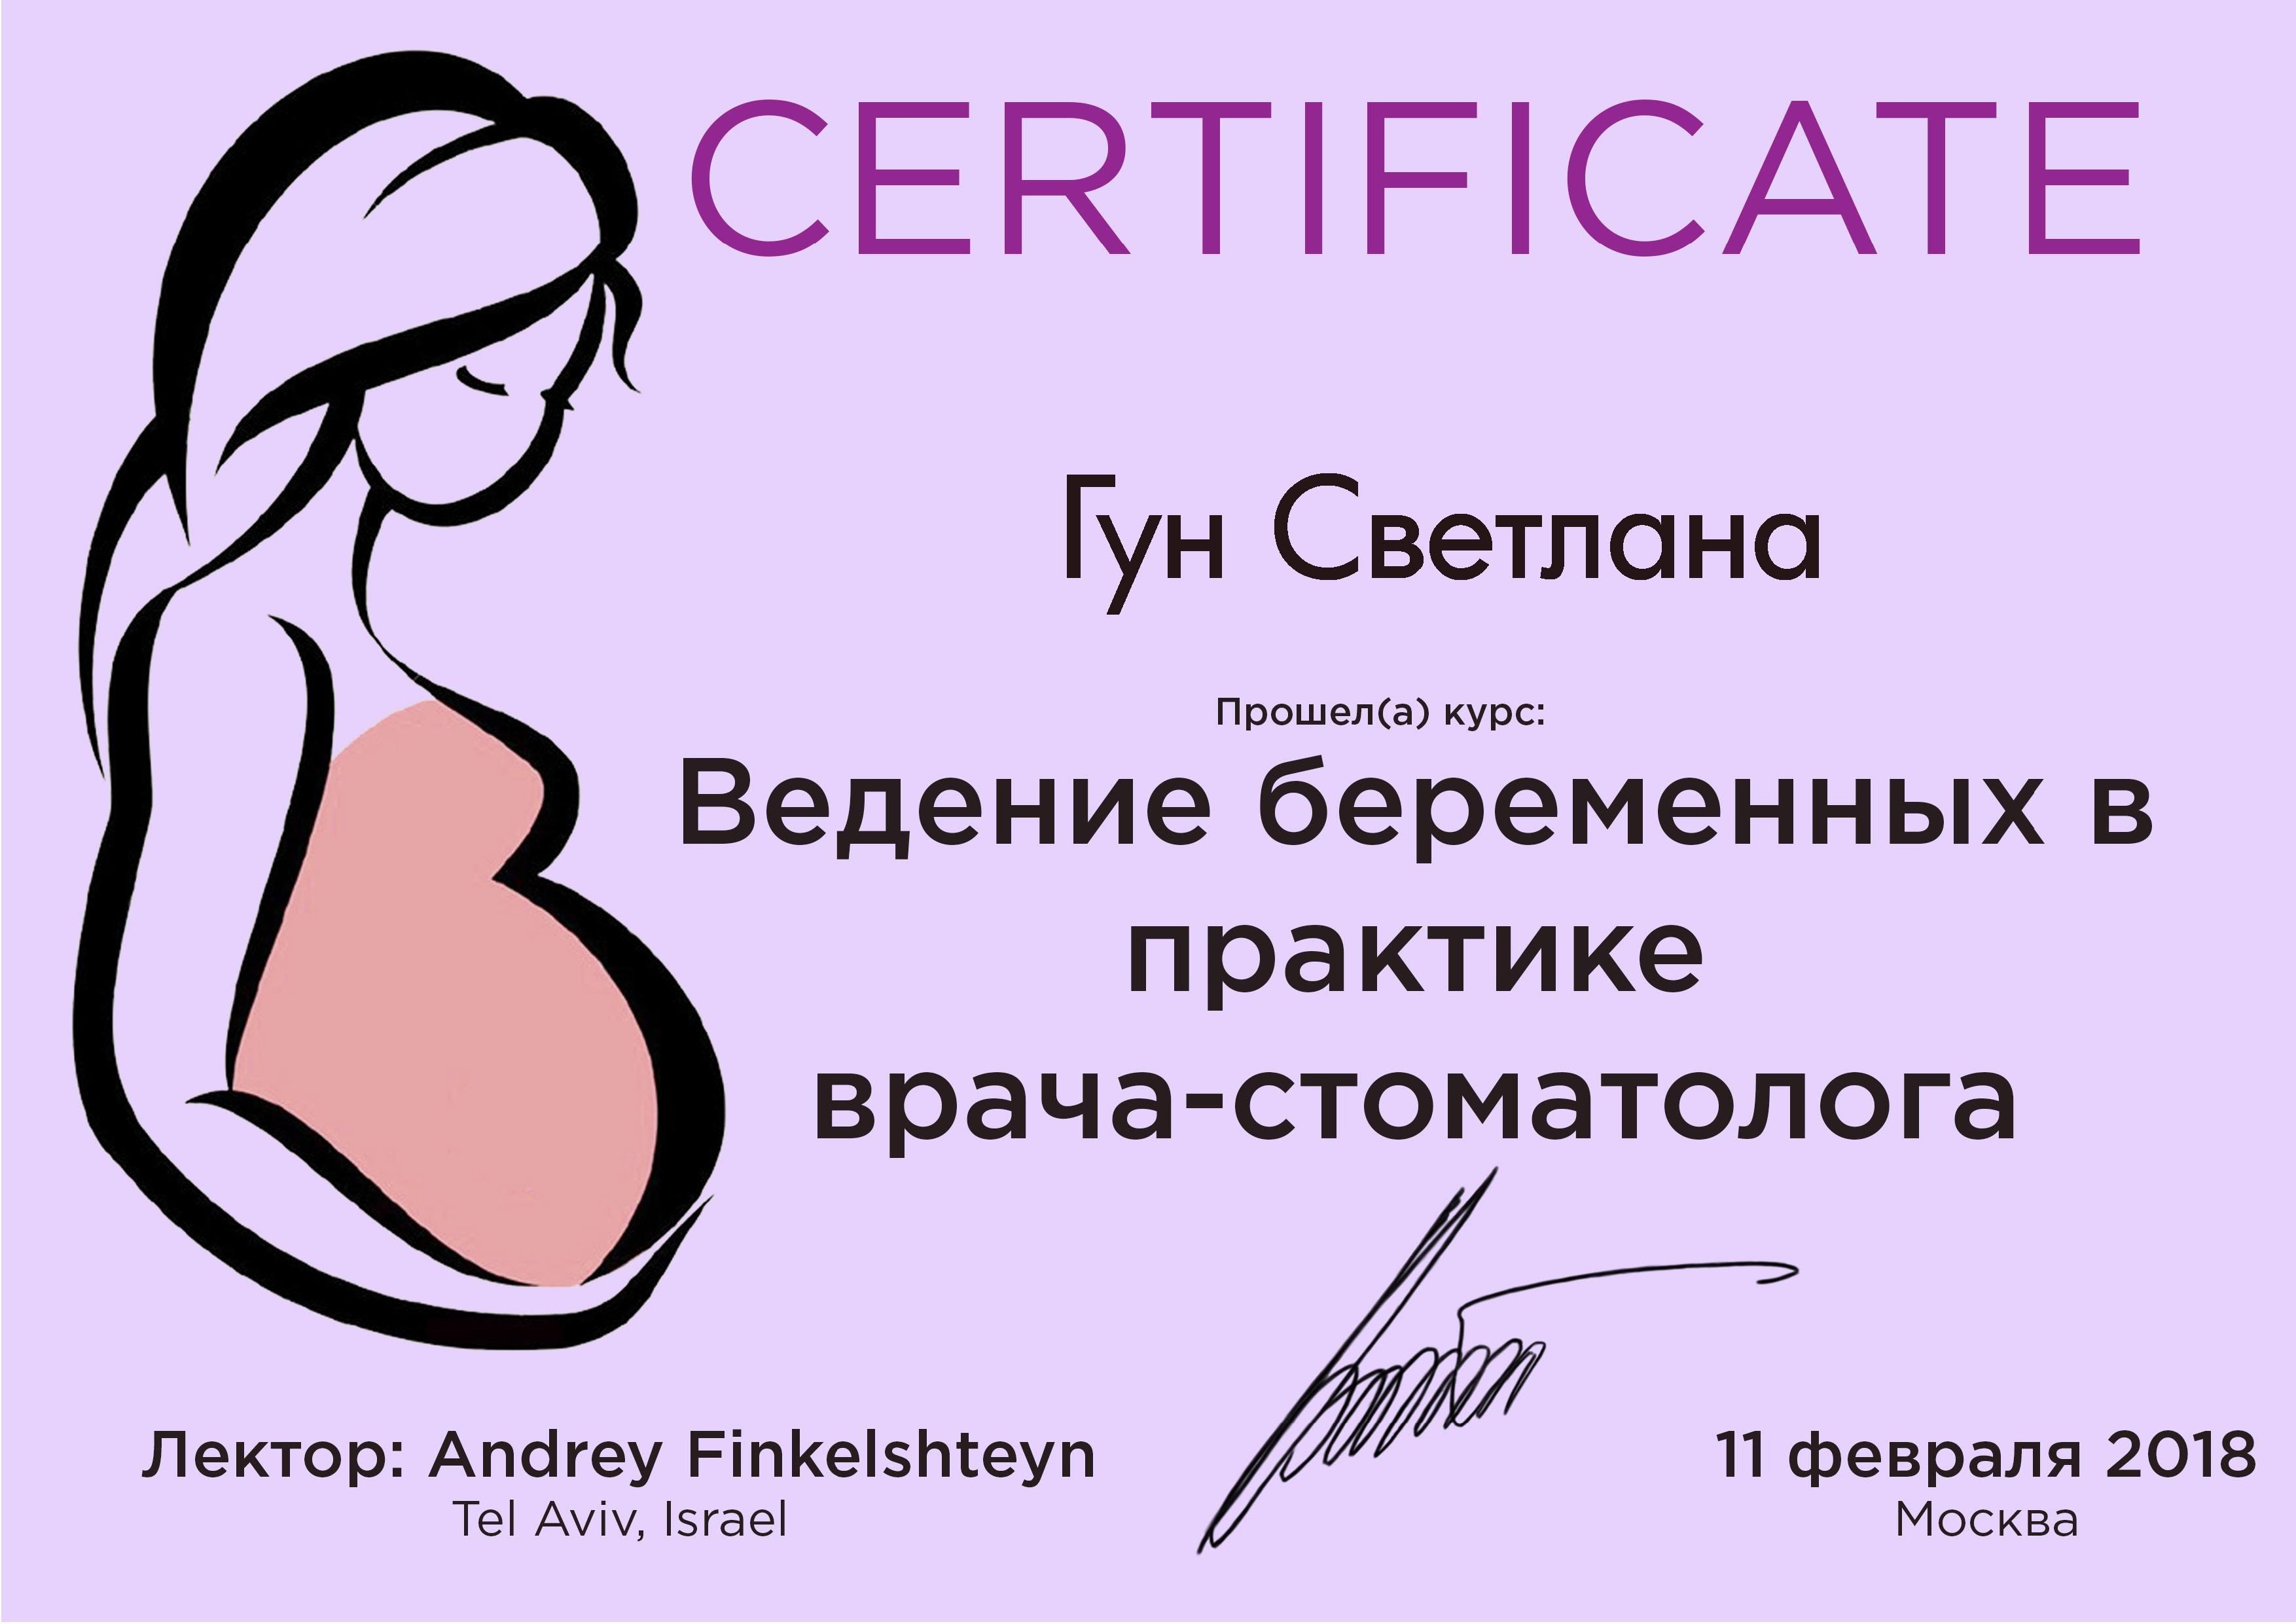 CERTIFICATE
Гун Светлана
Прошел(а) курс:
Ведение беременных в
практике
врача-стоматолога
Лектор: Andrey Finkelshteyn
Tel Aviv, Israel
11 февраля 2018
Москва